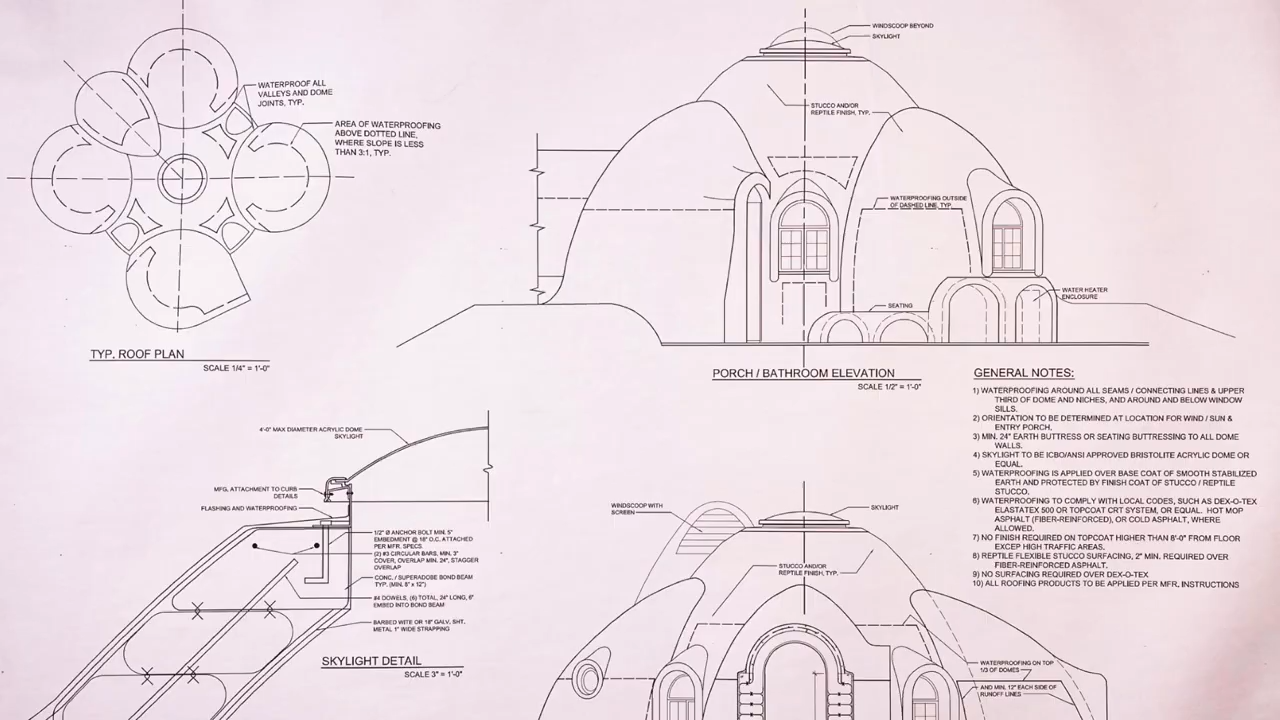 WATERPROOF ALL
VALLEYS AND DOME
JOINTS, TYP.
AREA OF WATERPROOFING
ABOVE DOTTED LINE,
WHERE SLOPE IS LESS
THAN 3:1, TYP.
TYP. ROOF PLAN
SCALE 1/4" = 1'-0"
WINDSCOOP BEYOND
SKYLIGHT
STUCCO AND/OR
REPTILE FINISH, TYP.
WATERPROOFING OUTSIDE
OF DASHED LINE, TYP.
SEATING
WATER HEATER
ENCLOSURE
PORCH / BATHROOM ELEVATION
SCALE 1/2" = 1'-0"
GENERAL NOTES:
1) WATERPROOFING AROUND ALL SEAMS / CONNECTING LINES & UPPER
THIRD OF DOME AND NICHES, AND AROUND AND BELOW WINDOW
SILLS.
2) ORIENTATION TO BE DETERMINED AT LOCATION FOR WIND / SUN &
ENTRY PORCH.
3) MIN. 24" EARTH BUTTRESS OR SEATING BUTTRESSING TO ALL DOME
WALLS.
4) SKYLIGHT TO BE ICBO/ANSI APPROVED BRISTOLITE ACRYLIC DOME OR
EQUAL.
5) WATERPROOFING IS APPLIED OVER BASE COAT OF SMOOTH STABILIZED
EARTH AND PROTECTED BY FINISH COAT OF STUCCO / REPTILE
STUCCO.
6) WATERPROOFING TO COMPLY WITH LOCAL CODES, SUCH AS DEX-O-TEX
ELASTATEX 500 OR TOPCOAT CRT SYSTEM, OR EQUAL. HOT MOP
ASPHALT (FIBER-REINFORCED), OR COLD ASPHALT, WHERE
ALLOWED.
7) NO FINISH REQUIRED ON TOPCOAT HIGHER THAN 8'-0" FROM FLOOR
EXCEP HIGH TRAFFIC AREAS.
8) REPTILE FLEXIBLE STUCCO SURFACING, 2" MIN. REQUIRED OVER
FIBER-REINFORCED ASPHALT.
9) NO SURFACING REQUIRED OVER DEX-O-TEX
10) ALL ROOFING PRODUCTS TO BE APPLIED PER MFR. INSTRUCTIONS
4'-0" MAX DIAMETER ACRYLIC DOME
SKYLIGHT
MFG. ATTACHMENT TO CURB
DETAILS
FLASHING AND WATERPROOFING
1/2" Ø ANCHOR BOLT MIN. 5"
EMBEDMENT @ 18" O.C. ATTACHED
PER MFR. SPECS.
(2) #3 CIRCULAR BARS, MIN. 3"
COVER, OVERLAP MIN. 24", STAGGER
OVERLAP
CONC. / SUPERADOBE BOND BEAM
TYP. (MIN. 8" x 12")
#4 DOWELS, (6) TOTAL, 24" LONG, 6"
EMBED INTO BOND BEAM
BARBED WITE OR 18" GALV. SHT.
METAL 1" WIDE STRAPPING
SKYLIGHT DETAIL
SCALE 3" = 1'-0"
WINDSCOOP WITH
SCREEN
SKYLIGHT
STUCCO AND/OR
REPTILE FINISH, TYP.
WATERPROOFING ON TOP
1/3 OF DOMES
AND MIN. 12" EACH SIDE OF
RUNOFF LINES